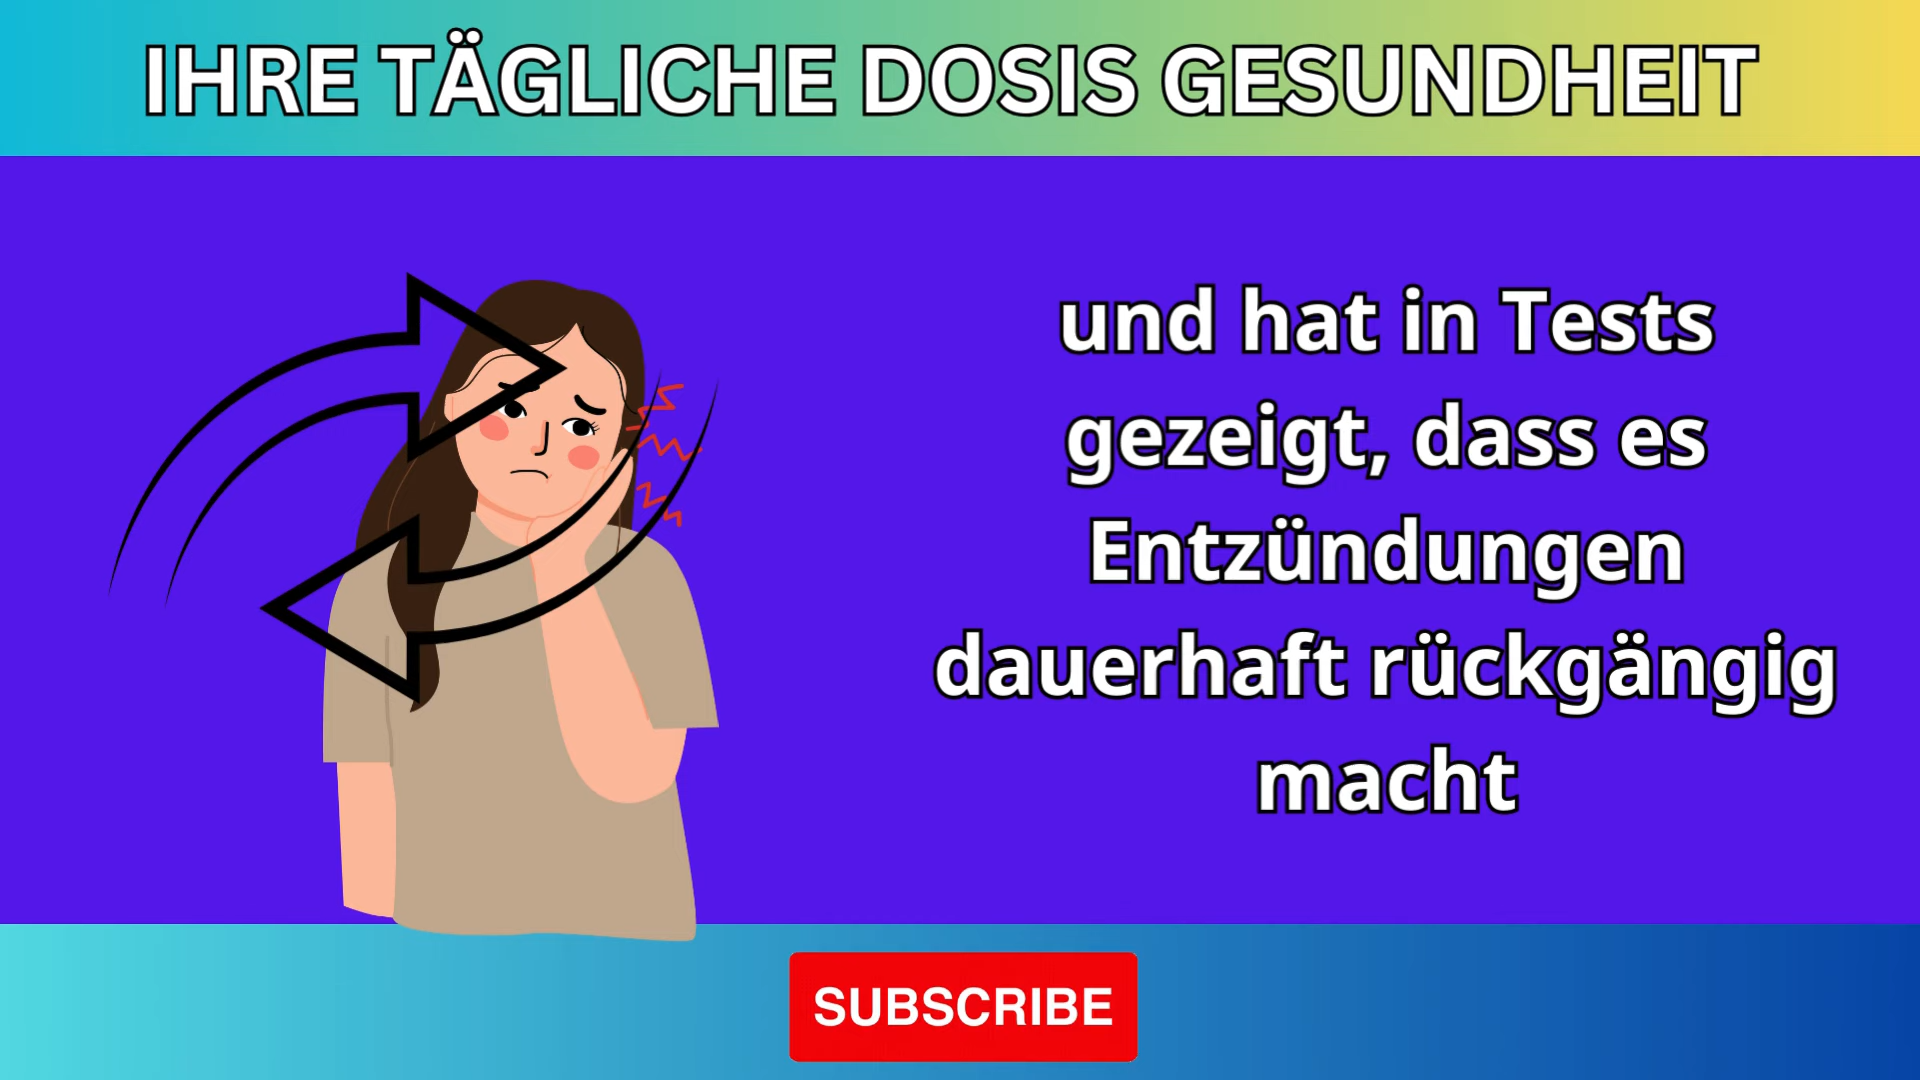 IHRE TÄGLICHE DOSIS GESUNDHEIT
und hat in Tests
gezeigt, dass es
Entzündungen
dauerhaft rückgängig
macht
SUBSCRIBE